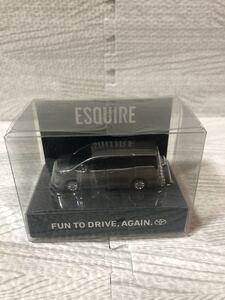 ESQUIRE
FUN TO DRIVE, AGAIN.